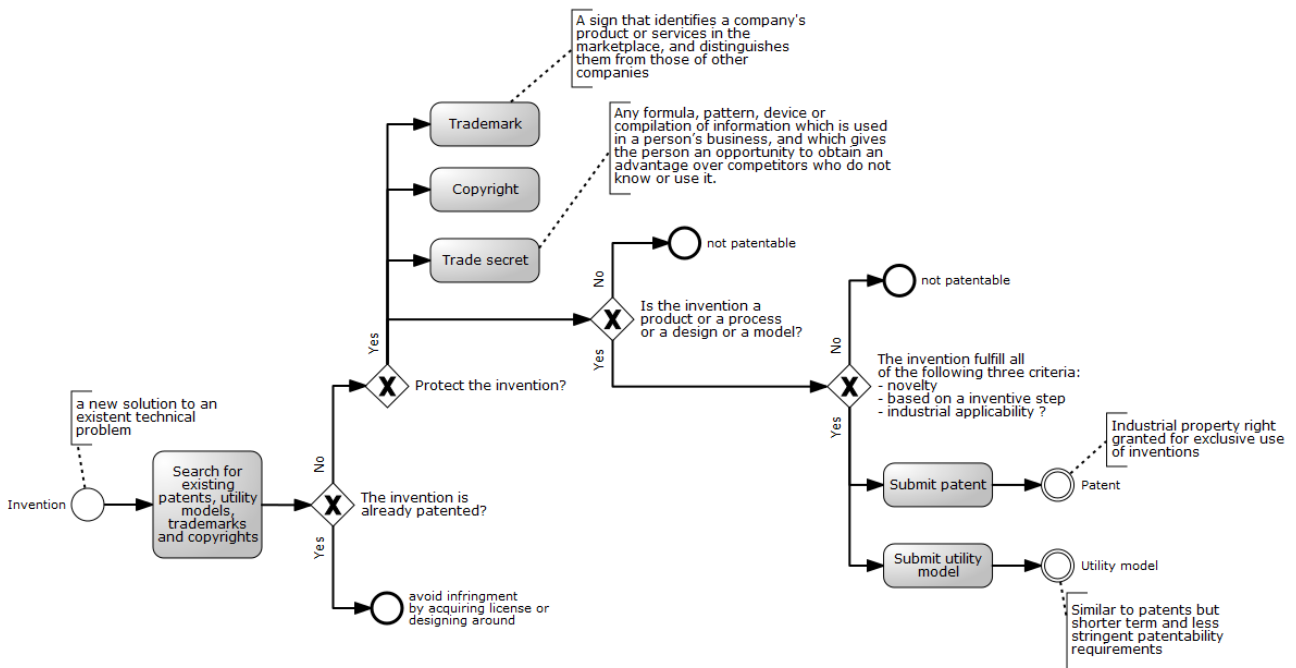 A sign that identifies a company's
product or services in the
marketplace, and distinguishes
them from those of other
companies
Trademark
Any formula, pattern, device or
compilation of information which is used
in a person's business, and which gives
the person an opportunity to obtain an
advantage over competitors who do not
know or use it.
Copyright
Trade secret
not patentable
No
Is the invention a
product or a process
or a design or a model?
Yes
not patentable
No
The invention fulfill all
of the following three criteria:
- novelty
- based on a inventive step
- industrial applicability ?
Yes
Yes
Protect the invention?
a new solution to an
existent technical
problem
Invention
Search for
existing
patents, utility
models,
trademarks
and copyrights
No
The invention is
already patented?
Yes
avoid infringment
by acquiring license or
designing around
Submit patent
Patent
Industrial property right
granted for exclusive use
of inventions
Submit utility
model
Utility model
Similar to patents but
shorter term and less
stringent patentability
requirements